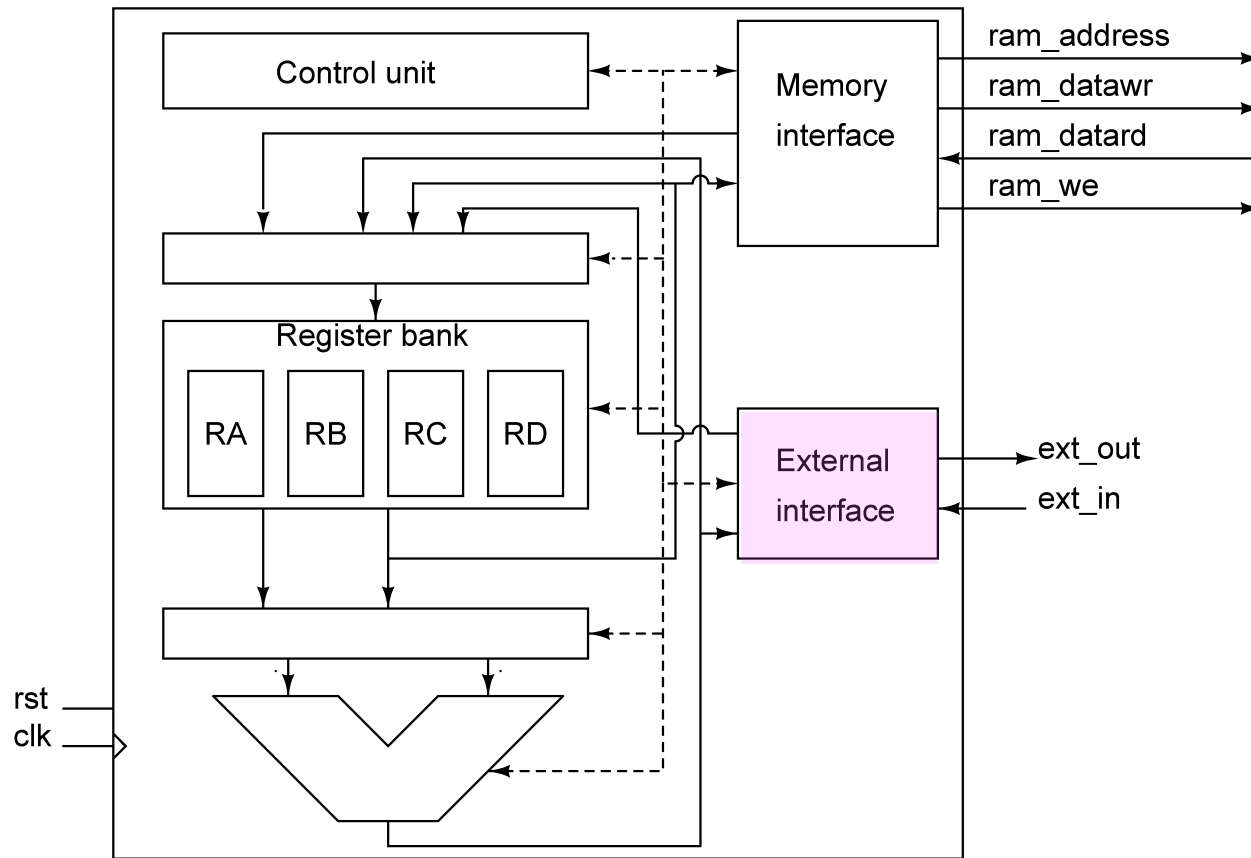 Control unit
Memory
interface
ram_address
ram_datawr
ram_datard
ram_we
Register bank
RA
RB
RC
RD
External
interface
ext_out
ext_in
rst
clk